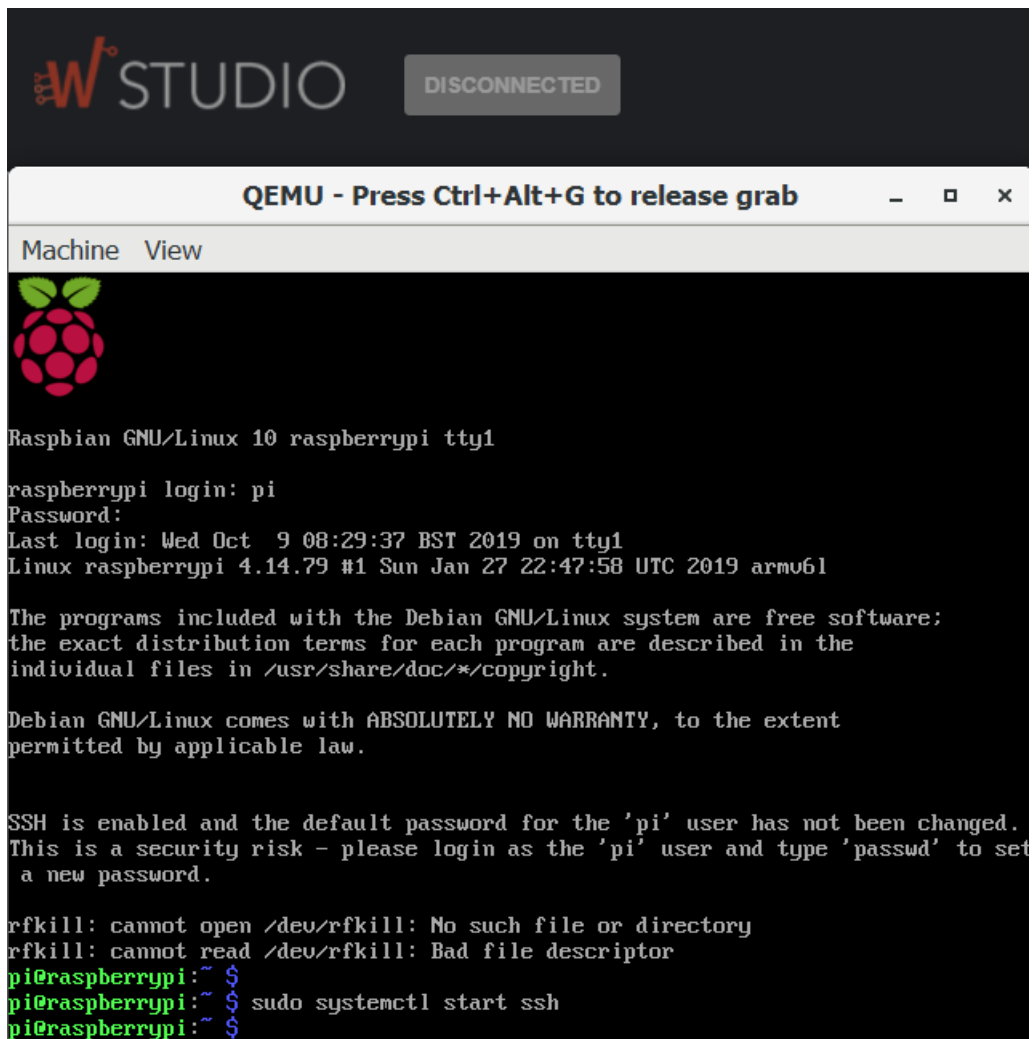 W STUDIO
DISCONNECTED
QEMU - Press Ctrl+Alt+G to release grab
Machine View
Raspbian GNU/Linux 10 raspberrypi tty1
raspberrypi login: pi
Password:
Last login: Wed Oct  9 08:29:37 BST 2019 on tty1
Linux raspberrypi 4.14.79 #1 Sun Jan 27 22:47:58 UTC 2019 armv6l
The programs included with the Debian GNU/Linux system are free software;
the exact distribution terms for each program are described in the
individual files in /usr/share/doc/*/copyright.
Debian GNU/Linux comes with ABSOLUTELY NO WARRANTY, to the extent
permitted by applicable law.
SSH is enabled and the default password for the 'pi' user has not been changed.
This is a security risk - please login as the 'pi' user and type 'passwd' to set
 a new password.
rfkill: cannot open /dev/rfkill: No such file or directory
rfkill: cannot read /dev/rfkill: Bad file descriptor
pi@raspberrypi:~ $
pi@raspberrypi:~ $ sudo systemctl start ssh
pi@raspberrypi:~ $